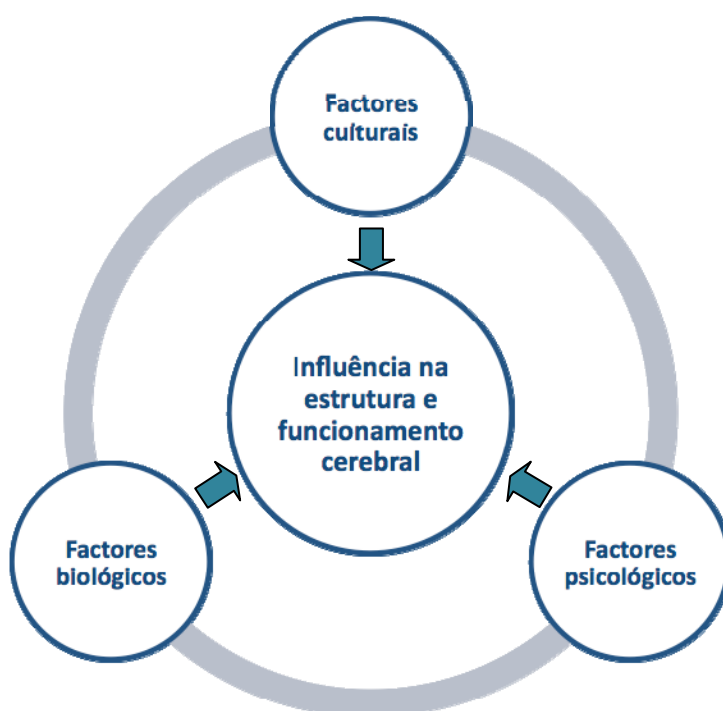 Factores
culturais
Influência na
estrutura e
funcionamento
cerebral
Factores
biológicos
Factores
psicológicos